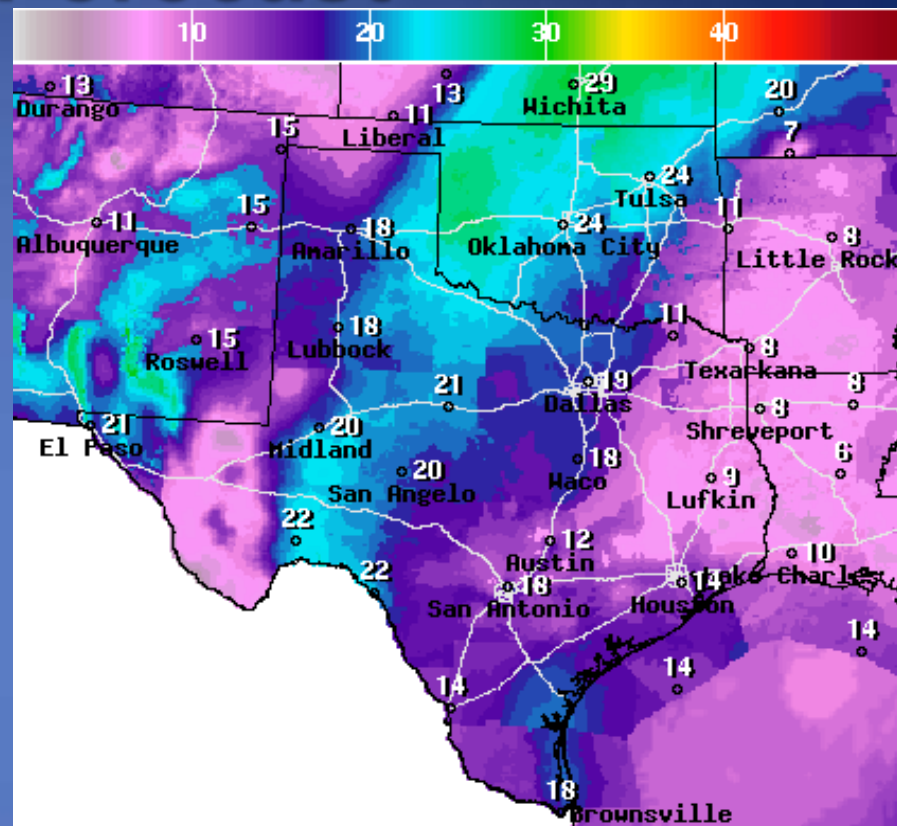 10 20 30 40
13 Durango
13
29 Wichita
20
11 Liberal
15
7
24 Tulsa
11 Albuquerque
15
18 Amarillo
24 Oklahoma City
11
8 Little Rock
15 Roswell
18 Lubbock
11
8 Texarkana
19 Dallas
21
8 Shreveport
8
21 El Paso
20 Midland
20 San Angelo
18 Waco
9 Lufkin
6
22
12 Austin
10 Lake Charles
22
18 San Antonio
14 Houston
14
14
14
18 Brownsville